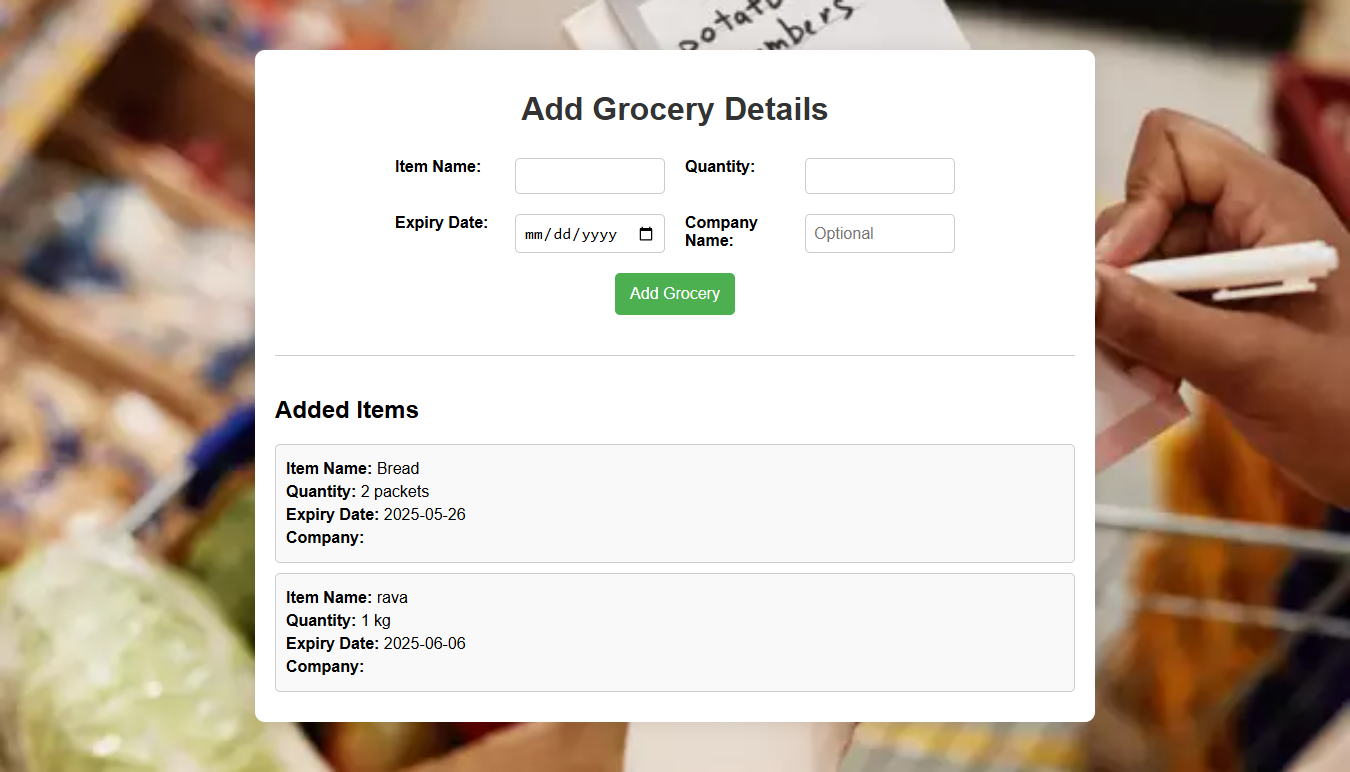 potat
mbers
Add Grocery Details
Item Name:
Quantity:
Expiry Date:
mm/dd/yyyy
Company
Name:
Optional
Add Grocery
Added Items
Item Name: Bread
Quantity: 2 packets
Expiry Date: 2025-05-26
Company:
Item Name: rava
Quantity: 1 kg
Expiry Date: 2025-06-06
Company: